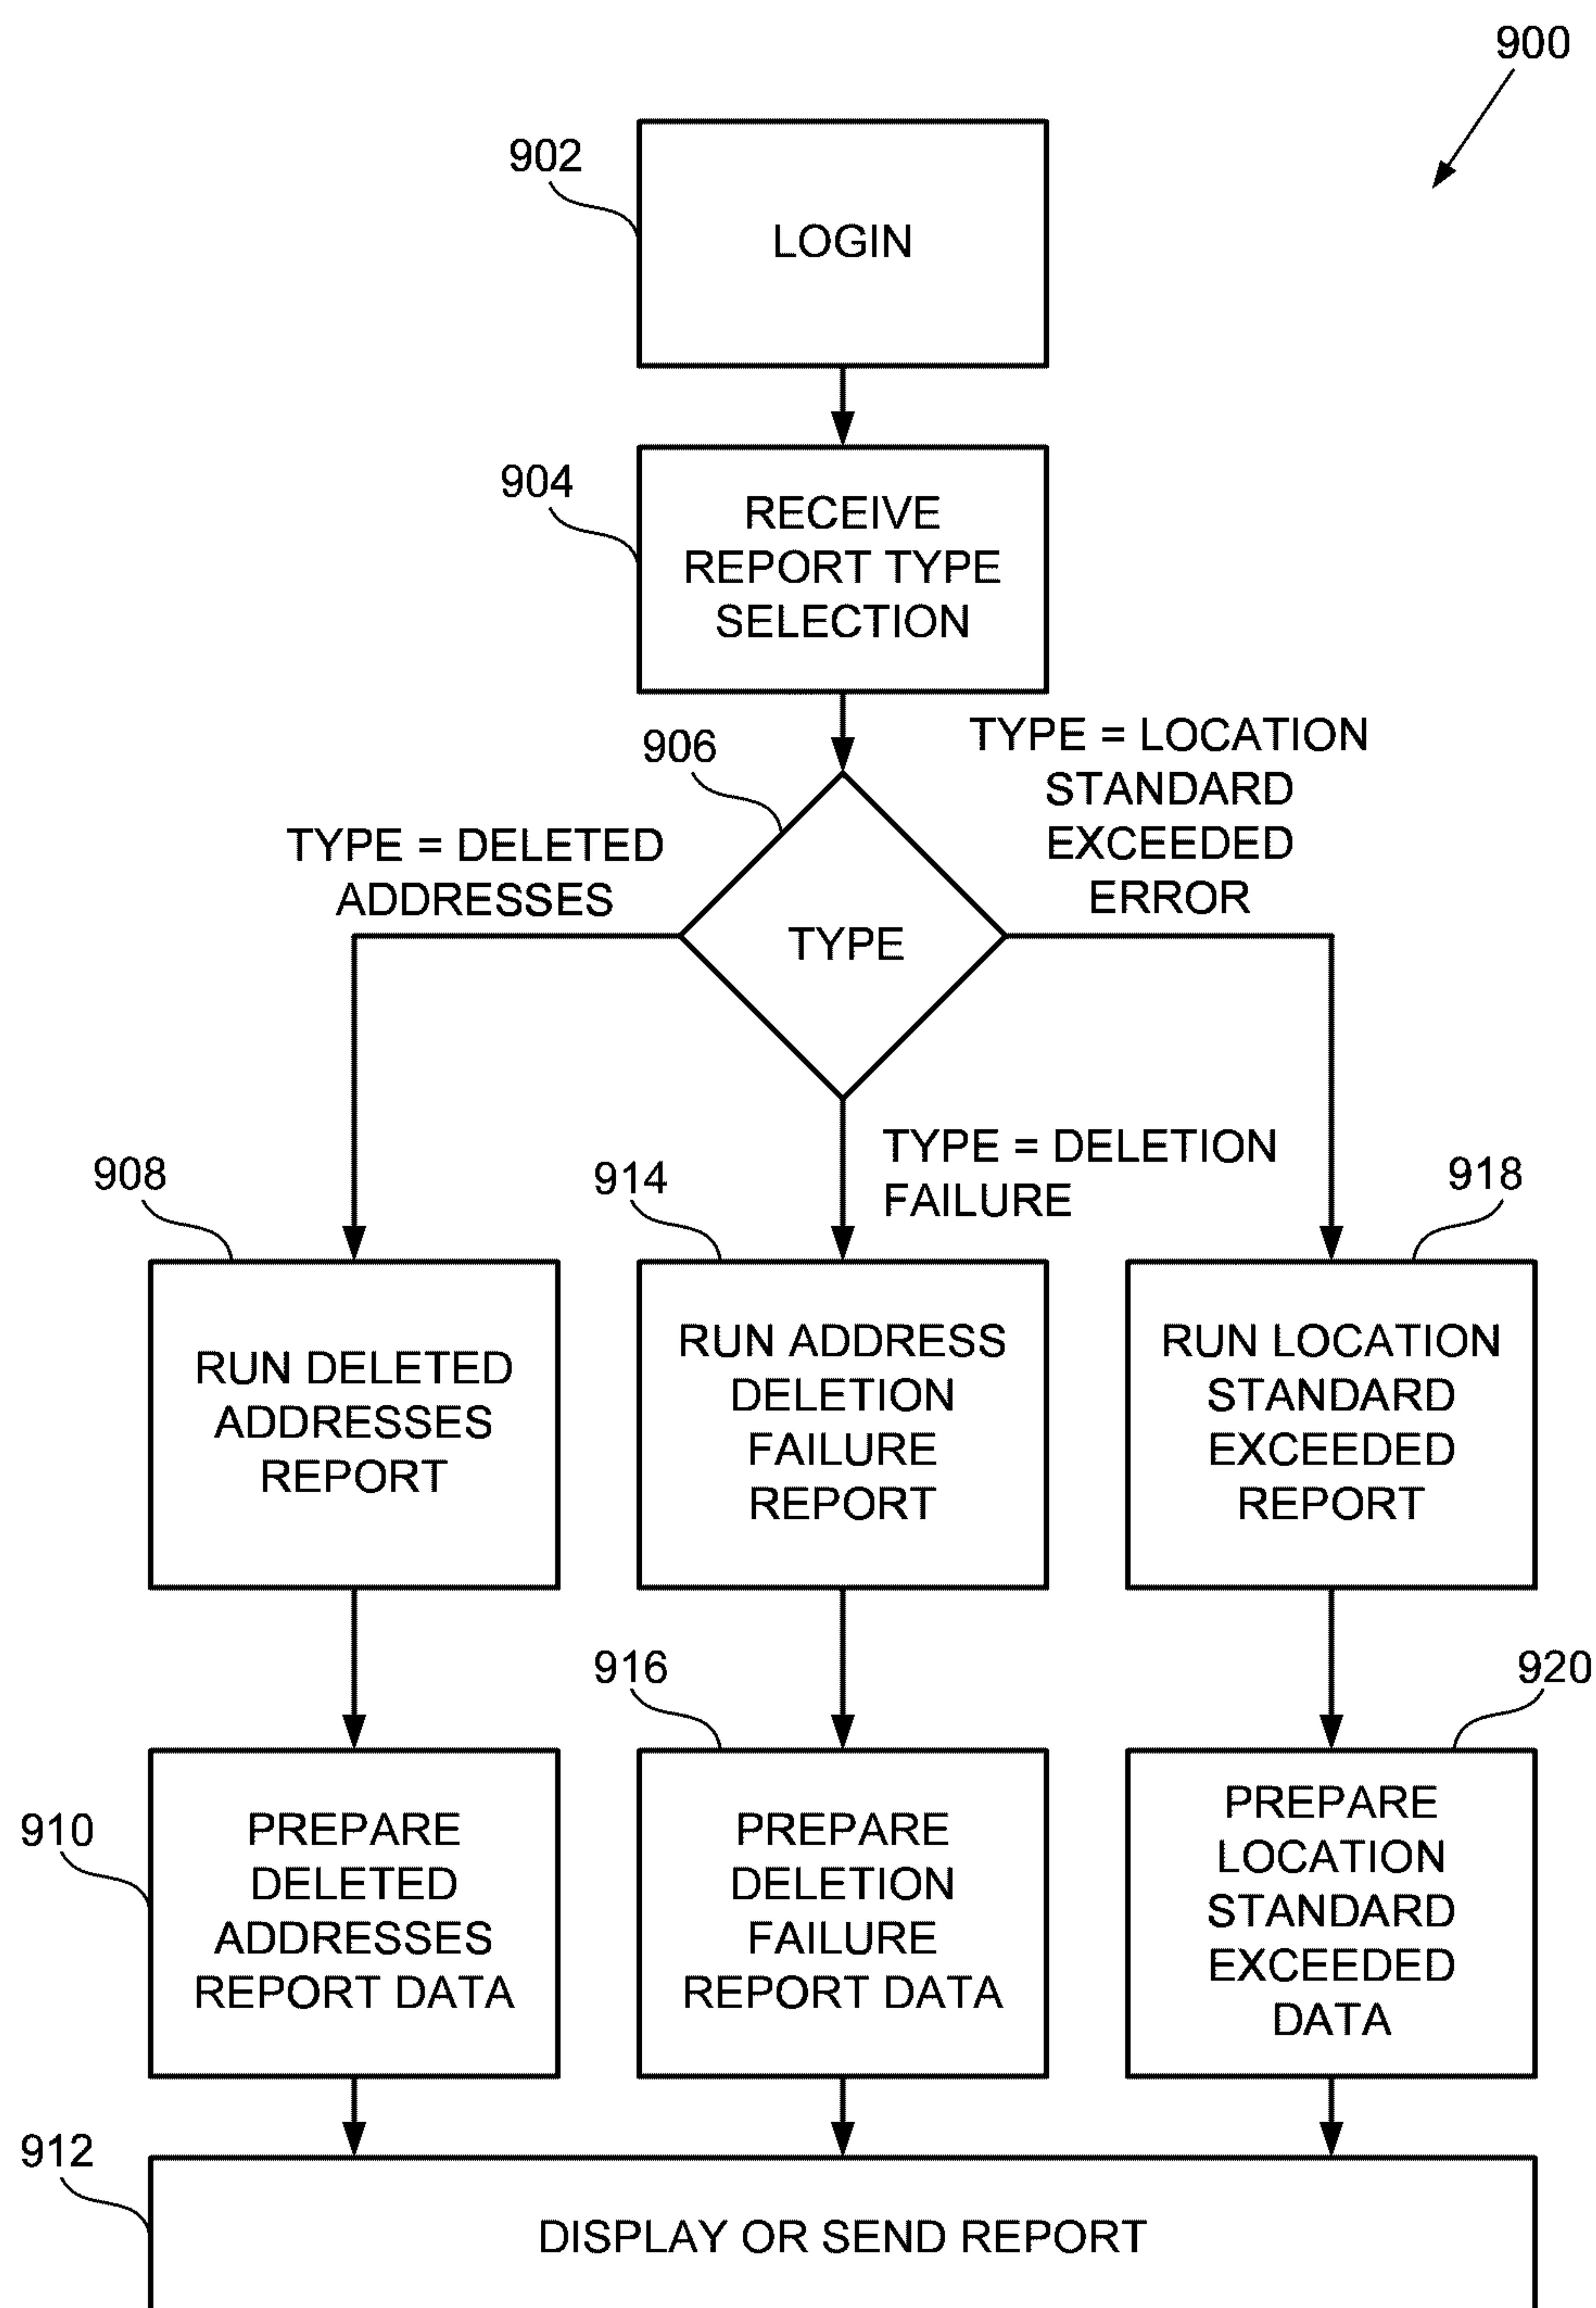 900
902
LOGIN
904
RECEIVE
REPORT TYPE
SELECTION
906
TYPE = LOCATION
STANDARD
EXCEEDED
ERROR
TYPE = DELETED
ADDRESSES
TYPE
TYPE = DELETION
FAILURE
908
914
918
RUN DELETED
ADDRESSES
REPORT
RUN ADDRESS
DELETION
FAILURE
REPORT
RUN LOCATION
STANDARD
EXCEEDED
REPORT
916
920
910
PREPARE
DELETED
ADDRESSES
REPORT DATA
PREPARE
DELETION
FAILURE
REPORT DATA
PREPARE
LOCATION
STANDARD
EXCEEDED
DATA
912
DISPLAY OR SEND REPORT